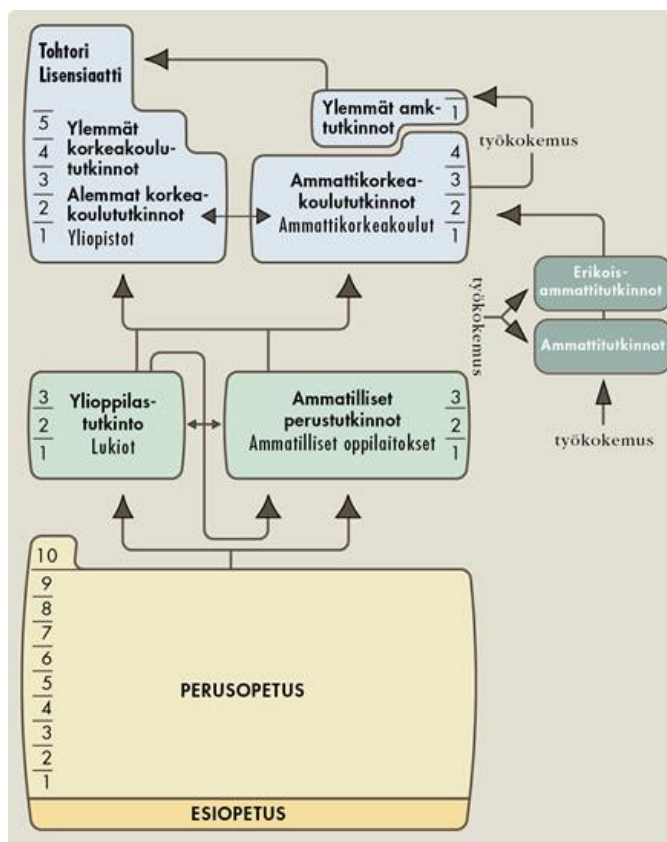 Tohtori
Lisensiaatti
5
4
3
2
1
Ylemmät
korkeakoulu-
tutkinnot
Alemmat korkea-
koulututkinnot
Yliopistot
Ylemmät amk-
tutkinnot
1
työkokemus
Ammattikorkea-
koulututkinnot
Ammattikorkeakoulut
4
3
2
1
Erikois-
ammattitutkinnot
työkokemus
Ammattitutkinnot
työkokemus
3
2
1
Ylioppilas-
tutkinto
Lukiot
Ammatilliset
perustutkinnot
Ammatilliset oppilaitokset
3
2
1
10
9
8
7
6
5
4
3
2
1
PERUSOPETUS
ESIOPETUS